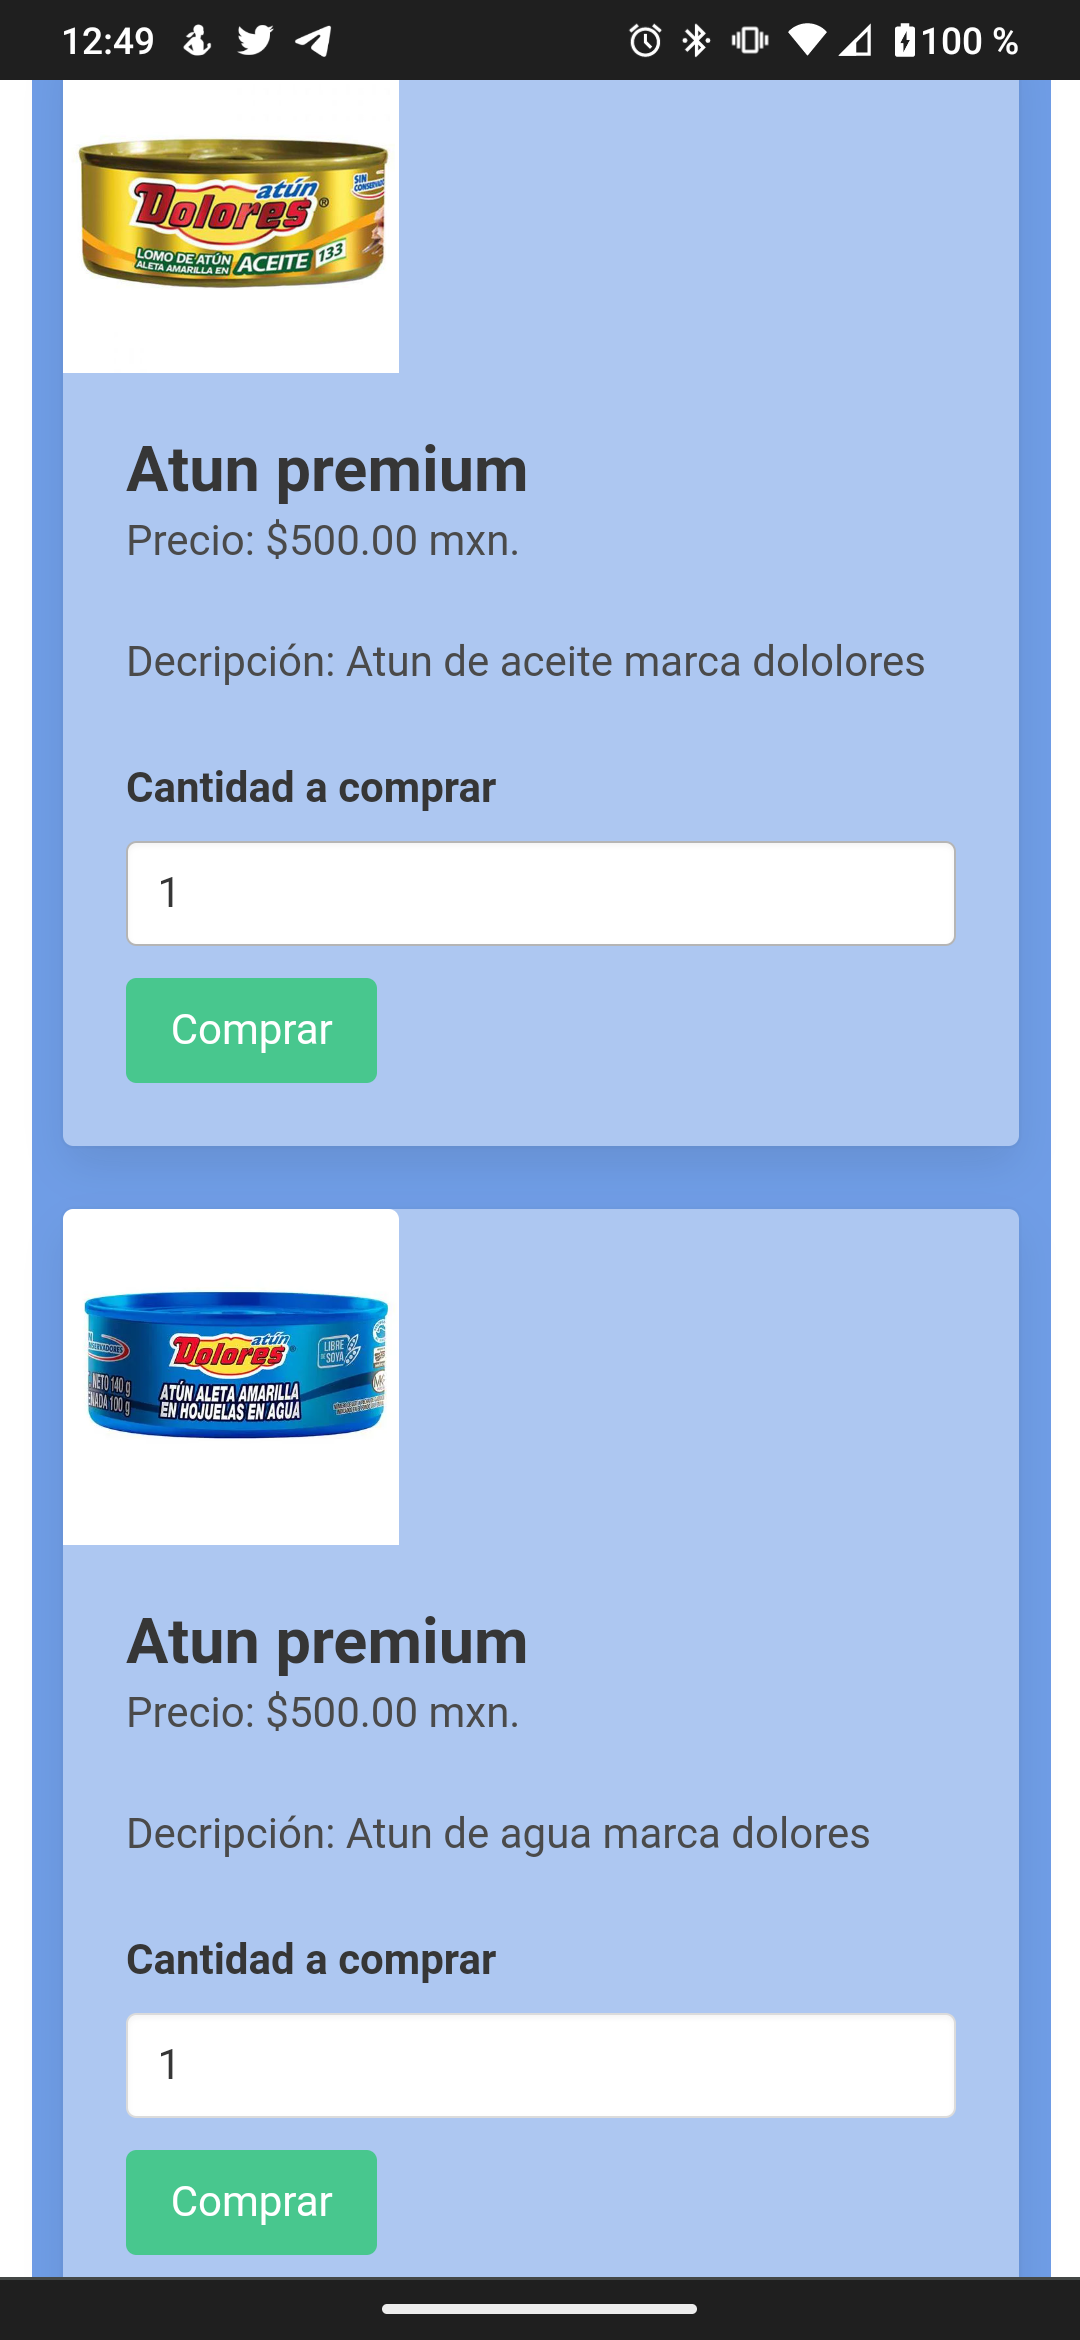 12:49
100 %
atún
Dolores®
SIN
LOMO DE ATÚN
ALETA AMARILLA EN ACEITE 133
Atun premium
Precio: $500.00 mxn.
Decripción: Atun de aceite marca dololores
Cantidad a comprar
1
Comprar
atún
Dolores
LIBRE
DE SOYA
NETO 140 g
100 g
ATÚN ALETA AMARILLA
EN HOJUELAS EN AGUA
Atun premium
Precio: $500.00 mxn.
Decripción: Atun de agua marca dolores
Cantidad a comprar
1
Comprar